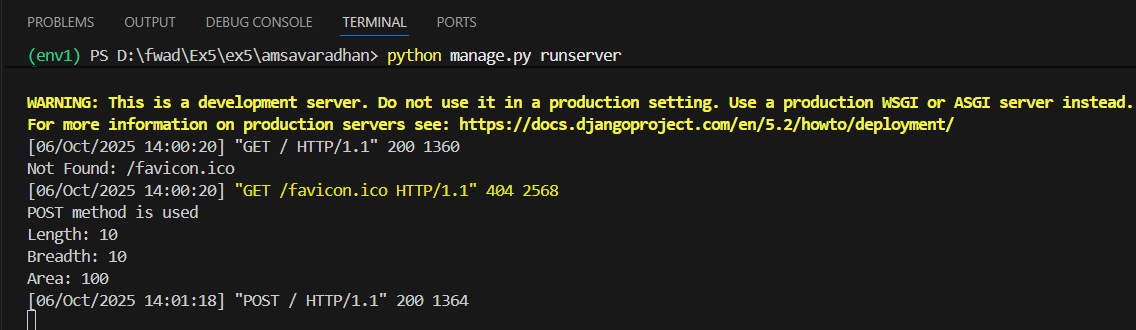 PROBLEMS OUTPUT DEBUG CONSOLE TERMINAL PORTS
(env1) PS D:\fwad\Ex5\ex5\amsavaradhan> python manage.py runserver
WARNING: This is a development server. Do not use it in a production setting. Use a production WSGI or ASGI server instead.
For more information on production servers see: https://docs.djangoproject.com/en/5.2/howto/deployment/
[06/Oct/2025 14:00:20] "GET / HTTP/1.1" 200 1360
Not Found: /favicon.ico
[06/Oct/2025 14:00:20] "GET /favicon.ico HTTP/1.1" 404 2568
POST method is used
Length: 10
Breadth: 10
Area: 100
[06/Oct/2025 14:01:18] "POST / HTTP/1.1" 200 1364